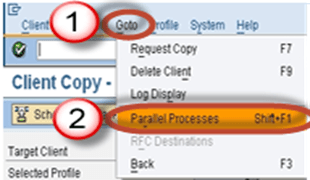 Client
1
Goto
Profile
System
Help
Request Copy F7
Delete Client F9
Client Copy -
Log Display
2
Parallel Processes Shift+F1
RFC Destinations
Target Client
Back F3
Selected Profile